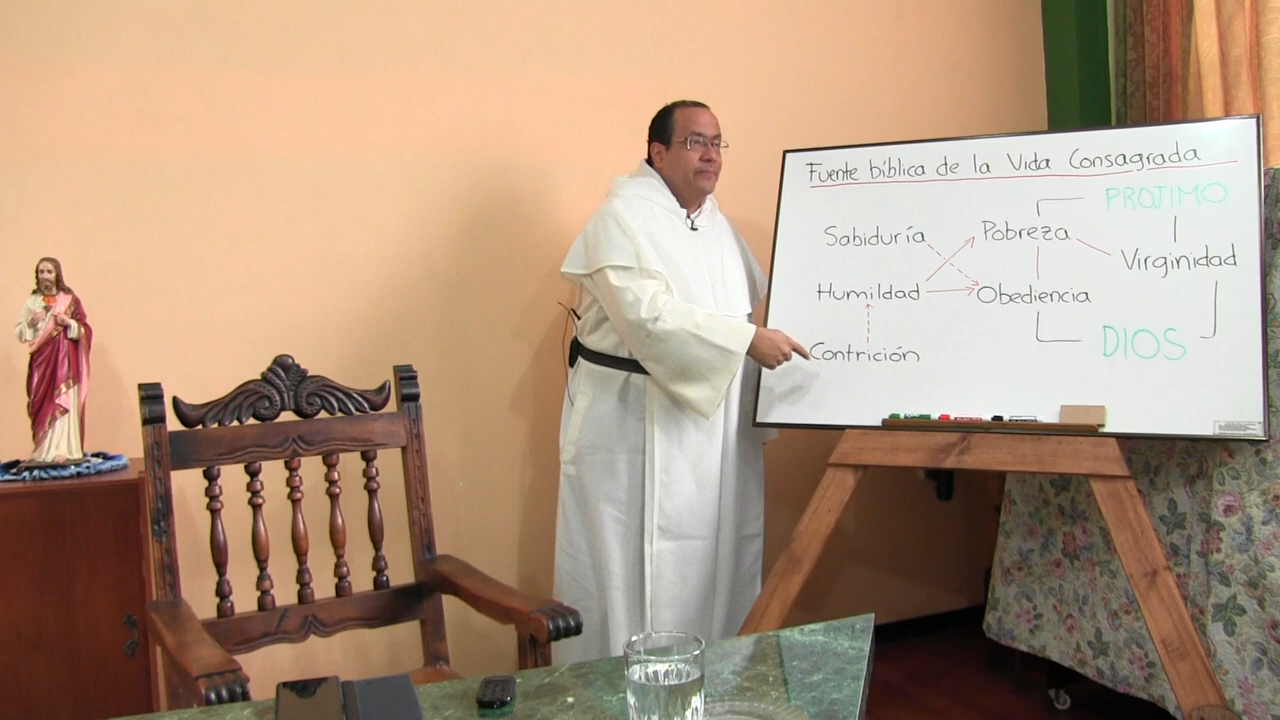 Fuente bíblica de la Vida Consagrada
PROJIMO
Sabiduría Pobreza
Virginidad
Humildad Obediencia
Contrición DIOS